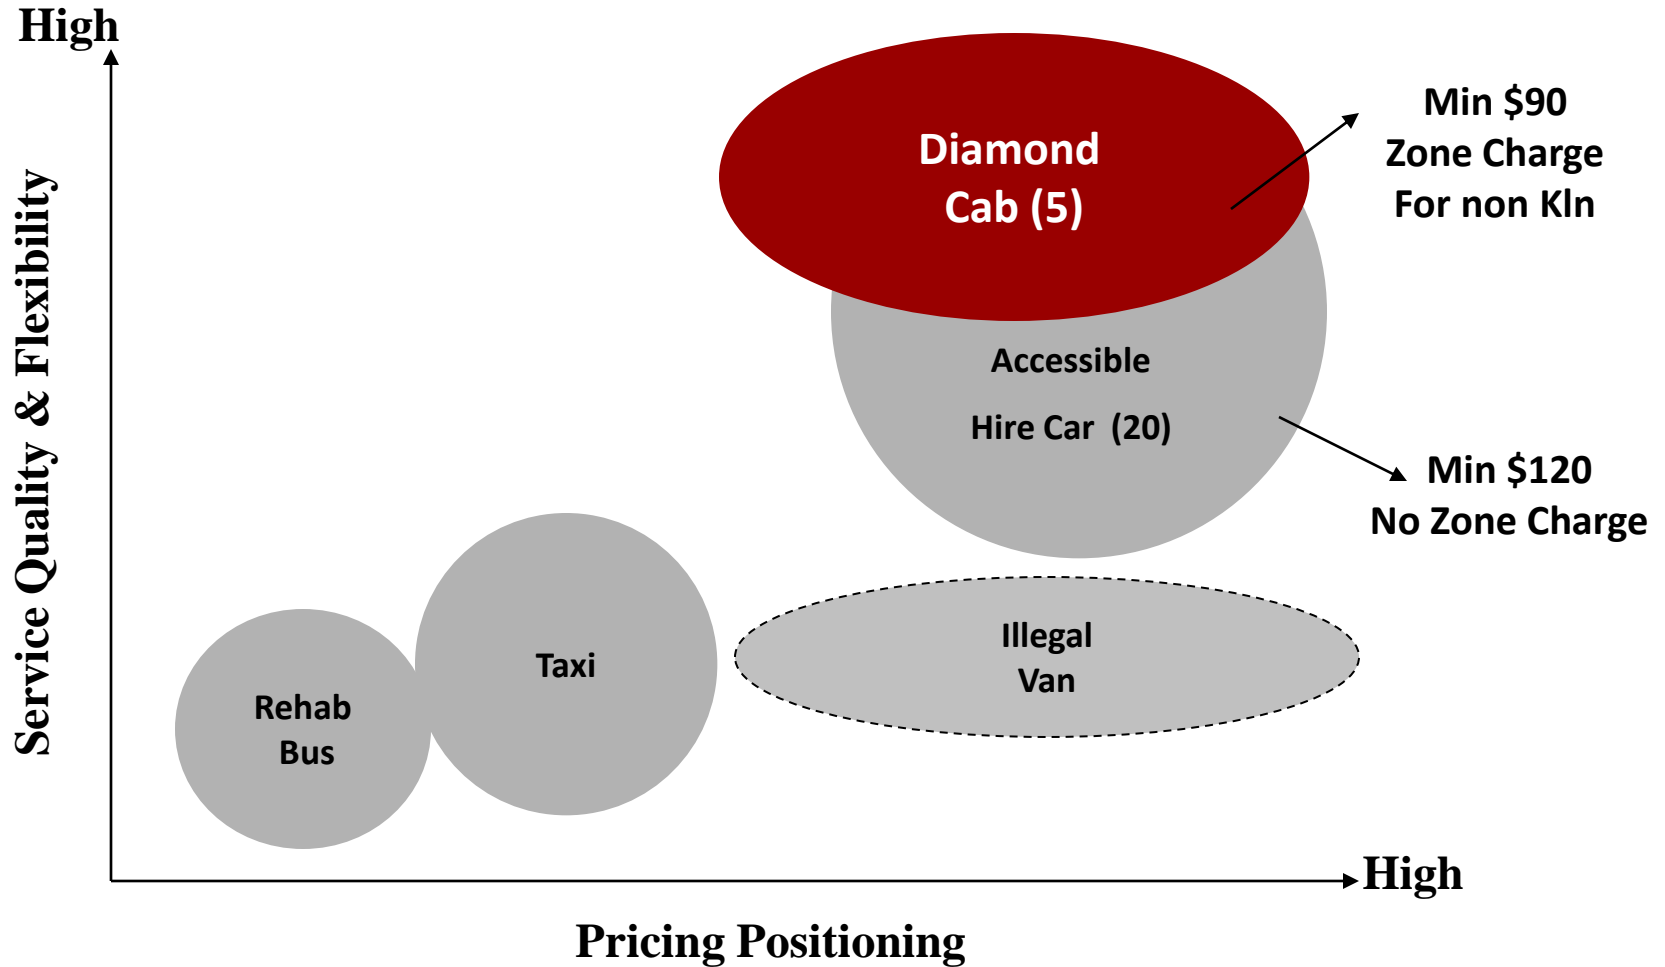 High
Service Quality & Flexibility
Diamond
Cab (5)
Min $90
Zone Charge
For non Kln
Accessible
Hire Car (20)
Min $120
No Zone Charge
Illegal
Van
Taxi
Rehab
Bus
High
Pricing Positioning